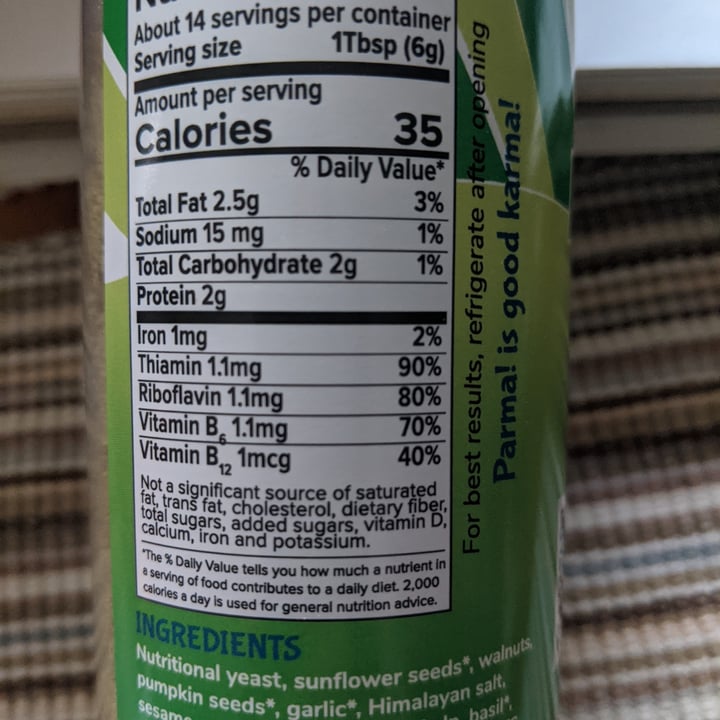 About 14 servings per container
Serving size 1Tbsp (6g)
Amount per serving
Calories 35
% Daily Value*
Total Fat 2.5g 3%
Sodium 15 mg 1%
Total Carbohydrate 2g 1%
Protein 2g
Iron 1mg 2%
Thiamin 1.1mg 90%
Riboflavin 1.1mg 80%
Vitamin B6 1.1mg 70%
Vitamin B12 1mcg 40%
Not a significant source of saturated
fat, trans fat, cholesterol, dietary fiber,
total sugars, added sugars, vitamin D,
calcium, iron and potassium.
*The % Daily Value tells you how much a nutrient in
a serving of food contributes to a daily diet. 2,000
calories a day is used for general nutrition advice.
INGREDIENTS
Nutritional yeast, sunflower seeds*, walnuts,
pumpkin seeds*, garlic*, Himalayan salt,
basil*,
For best results, refrigerate after opening
Parma! is good karma!